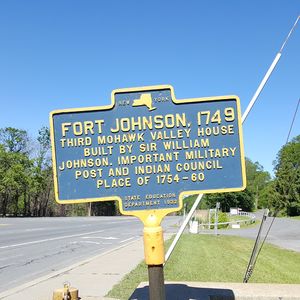 NEW YORK
FORT JOHNSON, 1749
THIRD MOHAWK VALLEY HOUSE
BUILT BY SIR WILLIAM
JOHNSON. IMPORTANT MILITARY
POST AND INDIAN COUNCIL
PLACE OF 1754-60
STATE EDUCATION
DEPARTMENT 1932